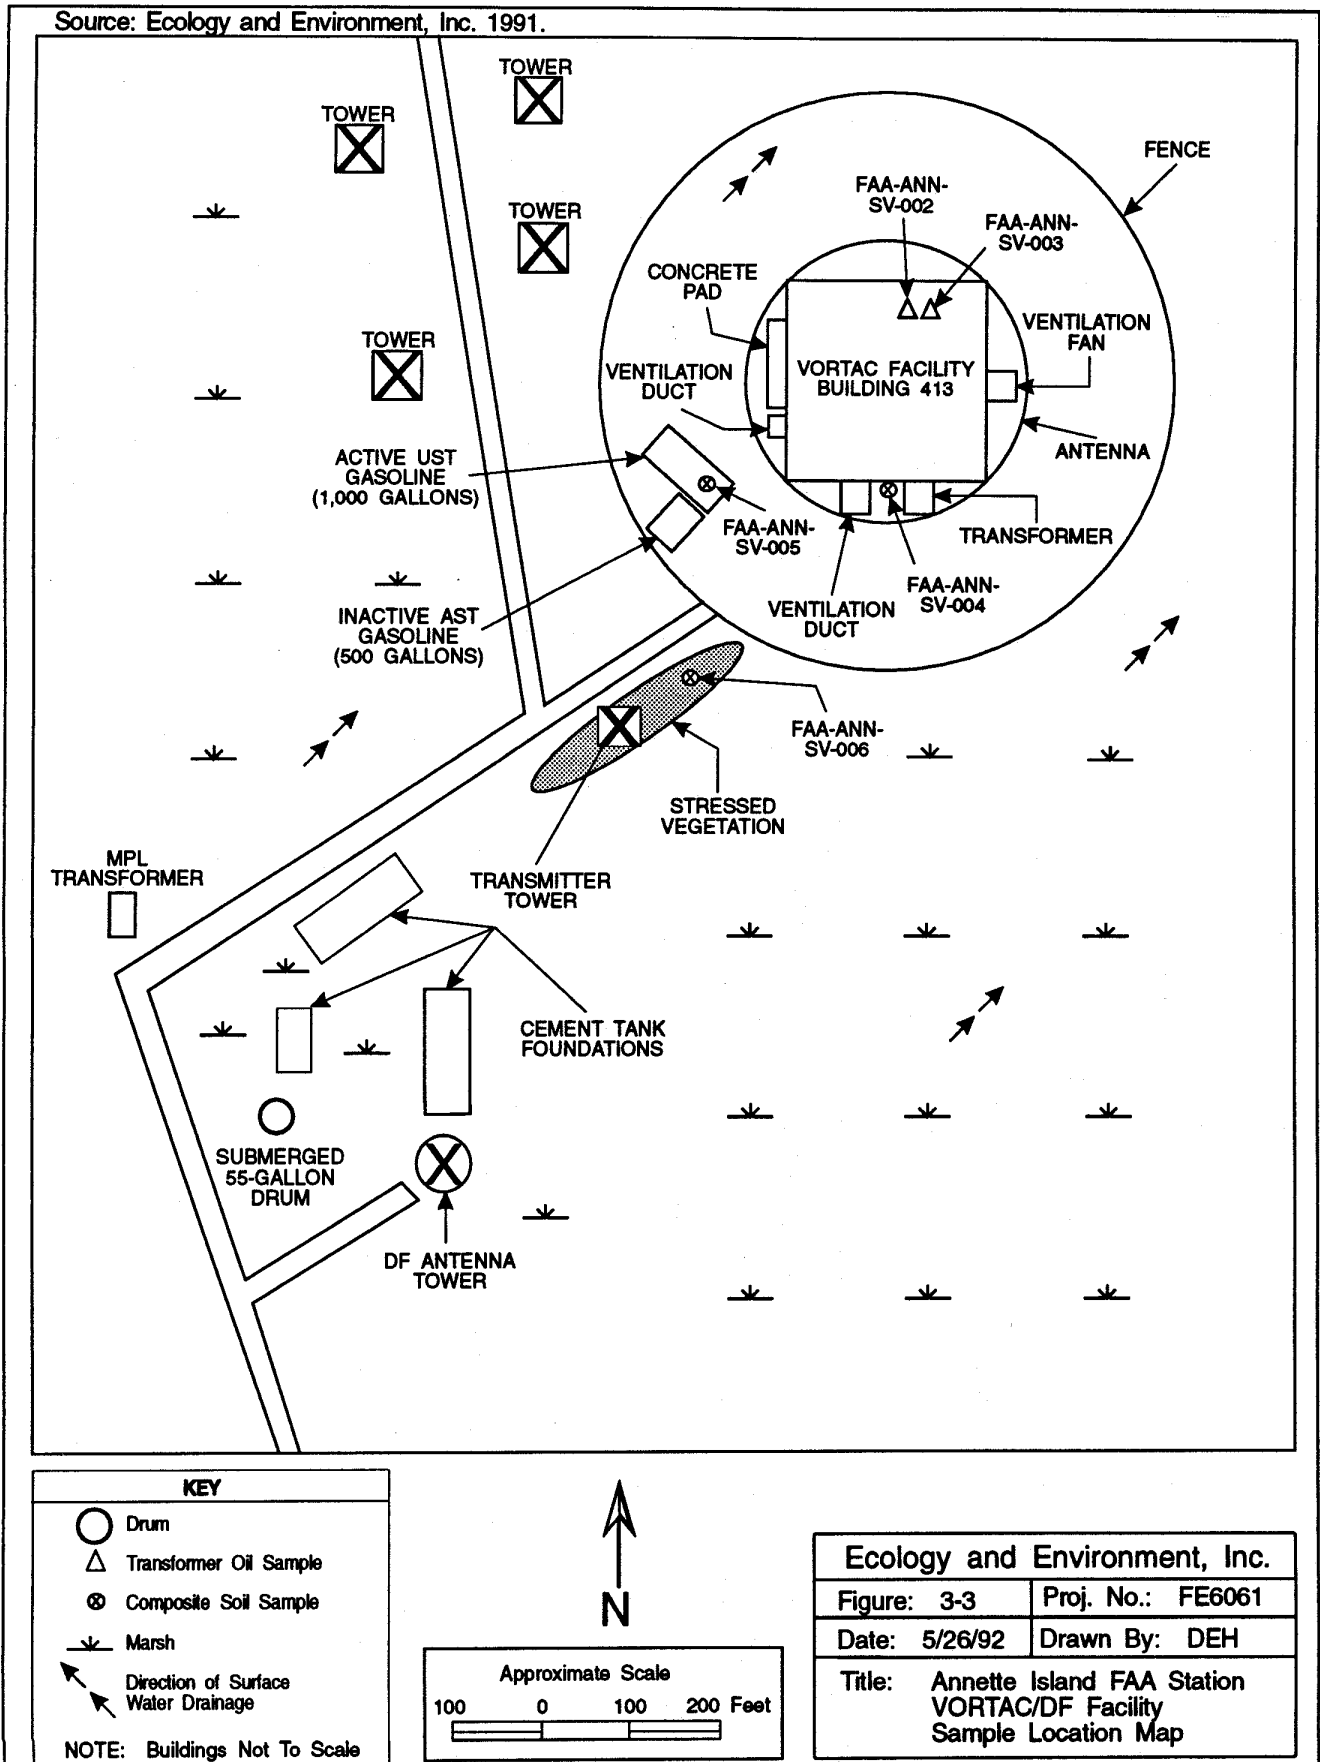 Source: Ecology and Environment, Inc. 1991.
TOWER
TOWER
TOWER
TOWER
FENCE
FAA-ANN-
SV-002
FAA-ANN-
SV-003
CONCRETE
PAD
VENTILATION
FAN
VENTILATION
DUCT
VORTAC FACILITY
BUILDING 413
ANTENNA
ACTIVE UST
GASOLINE
(1,000 GALLONS)
FAA-ANN-
SV-005
TRANSFORMER
FAA-ANN-
SV-004
VENTILATION
DUCT
INACTIVE AST
GASOLINE
(500 GALLONS)
FAA-ANN-
SV-006
STRESSED
VEGETATION
MPL
TRANSFORMER
TRANSMITTER
TOWER
CEMENT TANK
FOUNDATIONS
SUBMERGED
55-GALLON
DRUM
DF ANTENNA
TOWER
KEY
Drum
Transformer Oil Sample
Composite Soil Sample
Marsh
Direction of Surface
Water Drainage
NOTE: Buildings Not To Scale
N
Approximate Scale
100 0 100 200 Feet
Ecology and Environment, Inc.
Figure: 3-3 Proj. No.: FE6061
Date: 5/26/92 Drawn By: DEH
Title: Annette Island FAA Station
VORTAC/DF Facility
Sample Location Map